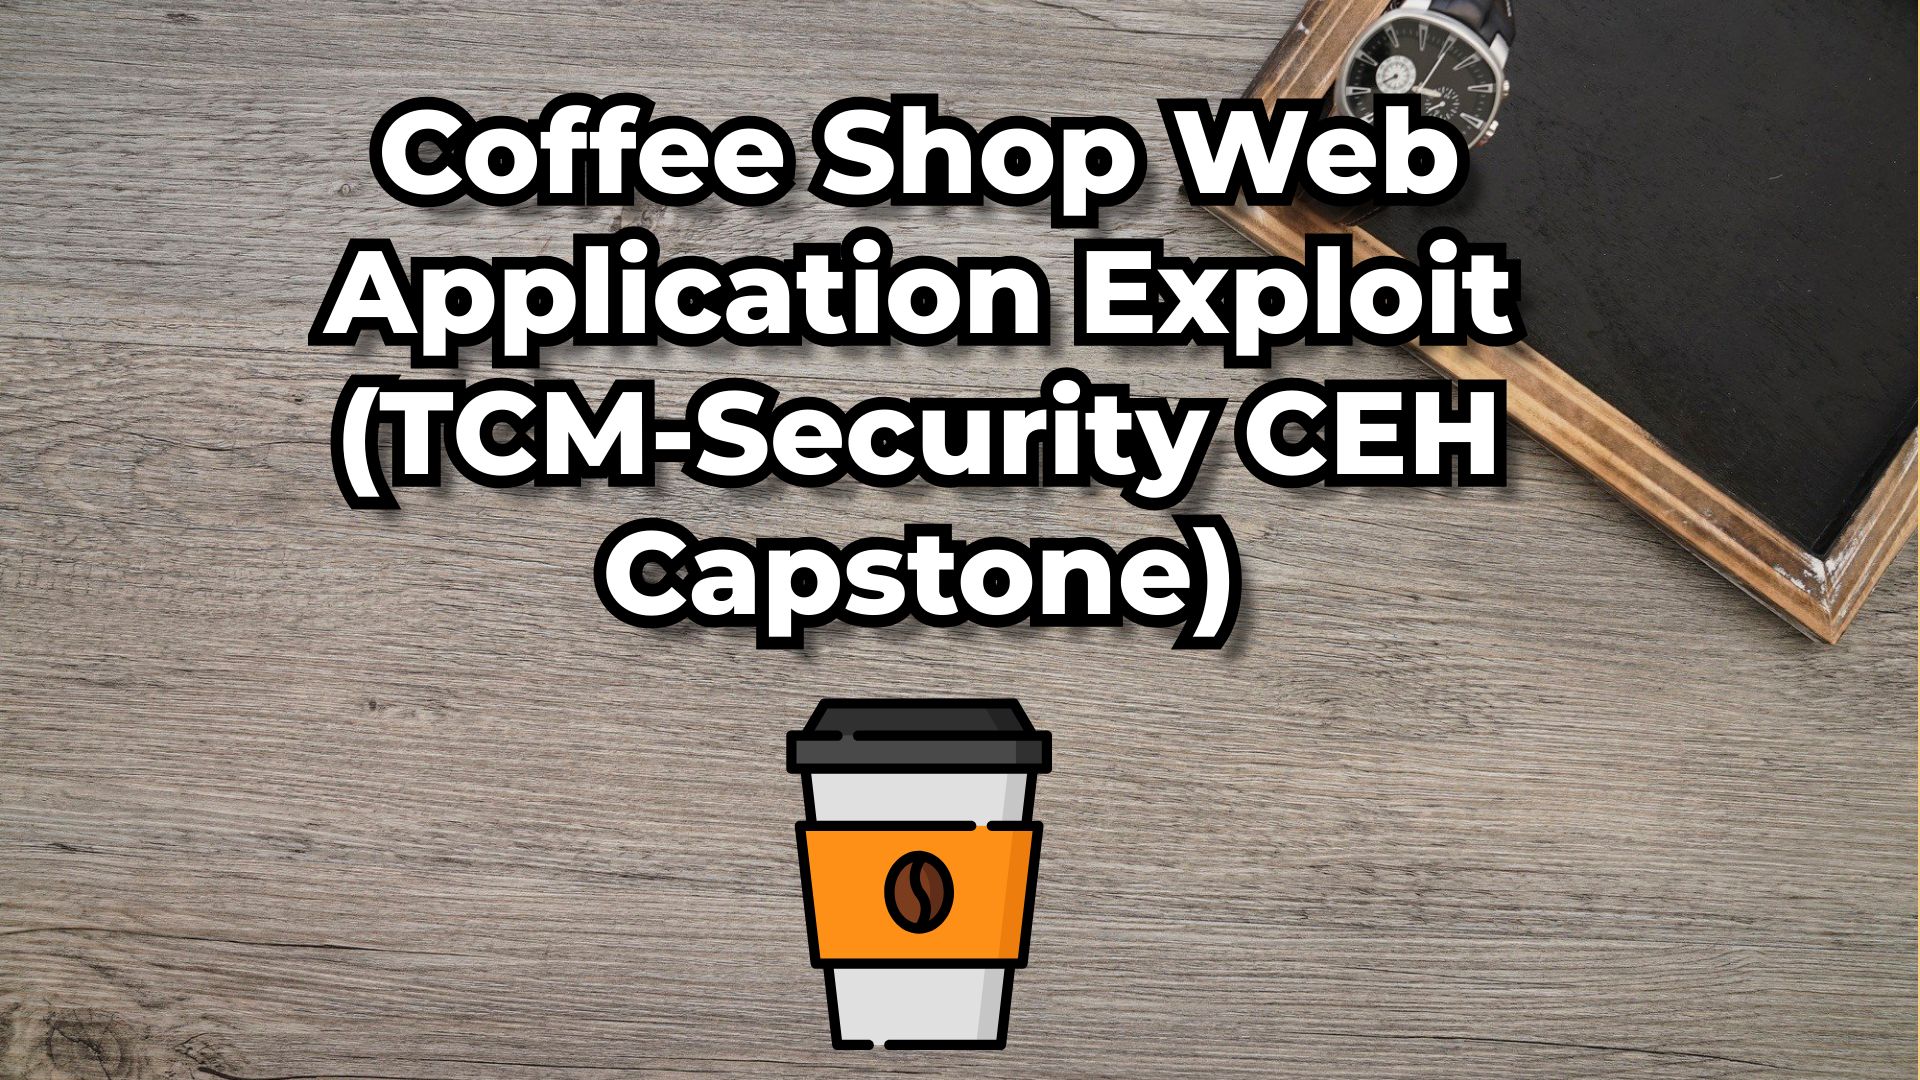 Coffee Shop Web
Application Exploit
(TCM-Security CEH
Capstone)